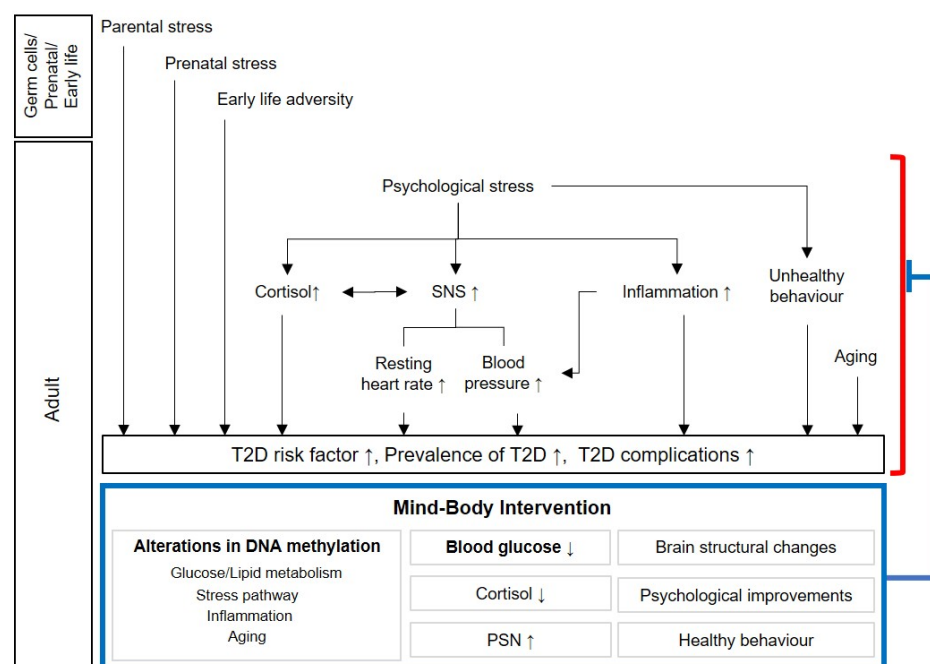 Germ cells/
Prenatal/
Early life
Parental stress
Prenatal stress
Early life adversity
Adult
Psychological stress
Cortisol↑
SNS ↑
Inflammation ↑
Unhealthy
behaviour
Resting
heart rate ↑
Blood
pressure ↑
Aging
T2D risk factor ↑, Prevalence of T2D ↑, T2D complications ↑
Mind-Body Intervention
Alterations in DNA methylation
Glucose/Lipid metabolism
Stress pathway
Inflammation
Aging
Blood glucose ↓
Cortisol ↓
PSN ↑
Brain structural changes
Psychological improvements
Healthy behaviour